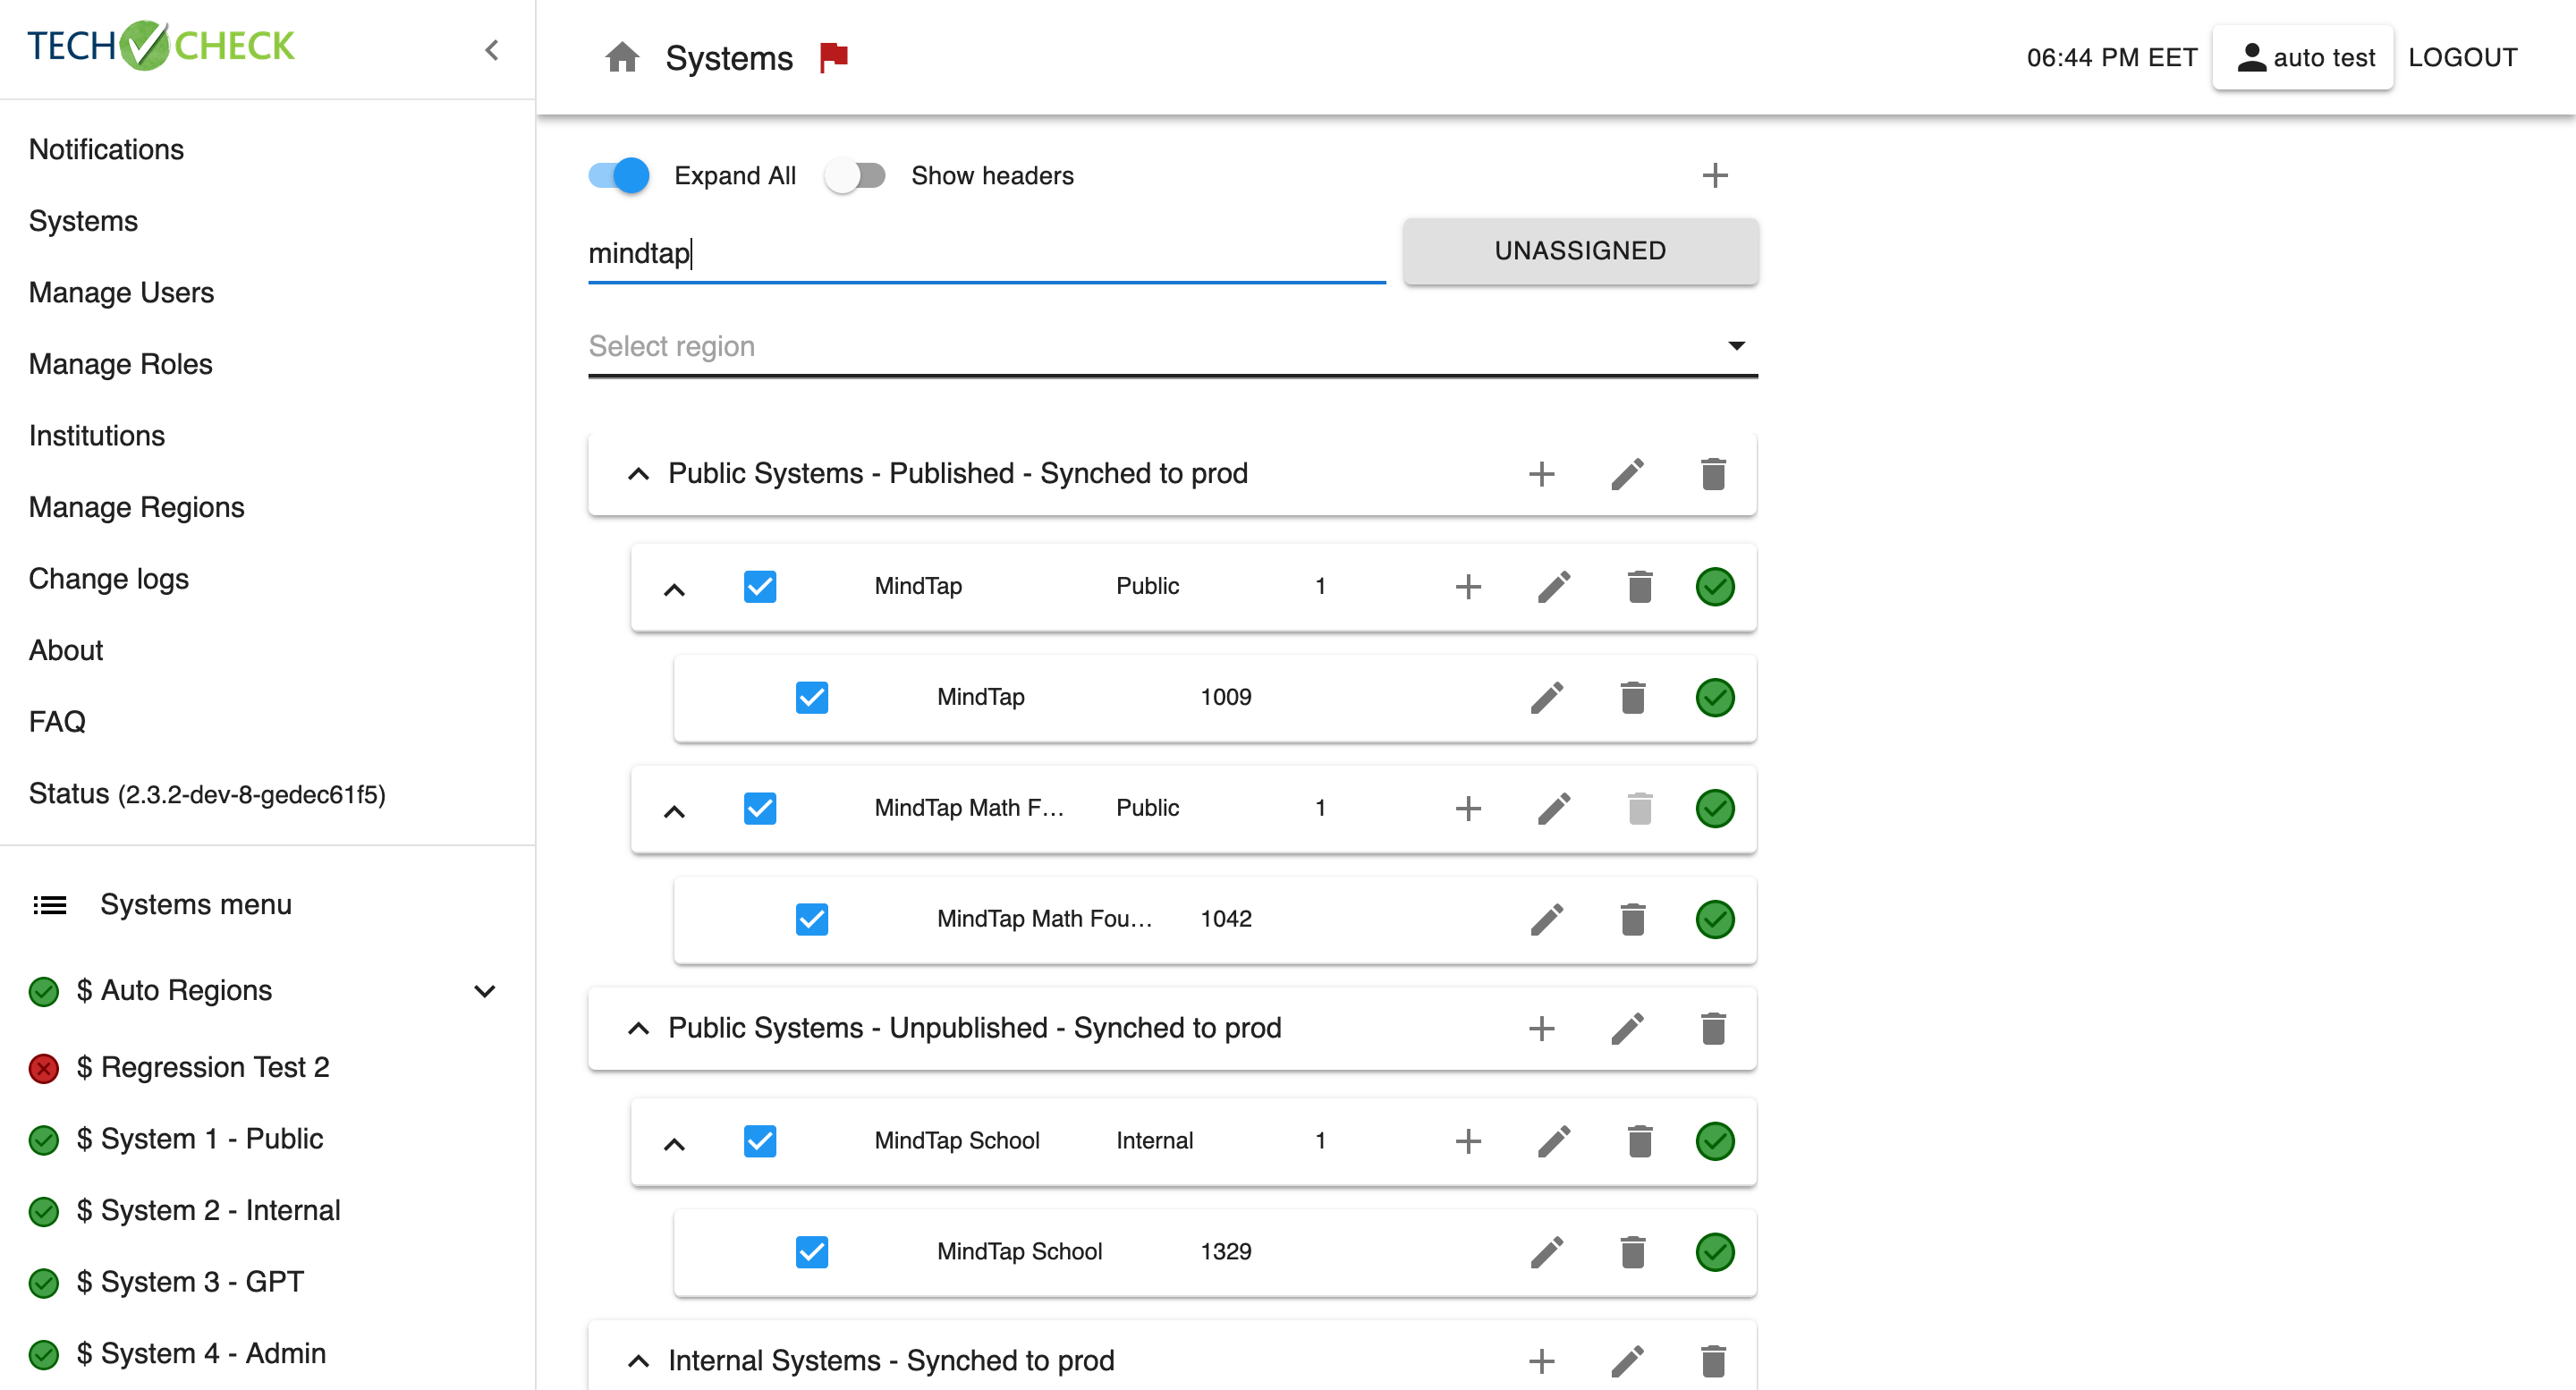 TECH CHECK
Notifications
Systems
Manage Users
Manage Roles
Institutions
Manage Regions
Change logs
About
FAQ
Status (2.3.2-dev-8-gedec61f5)
Systems menu
$ Auto Regions
$ Regression Test 2
$ System 1 - Public
$ System 2 - Internal
$ System 3 - GPT
$ System 4 - Admin
Systems 06:44 PM EET auto test LOGOUT
Expand All Show headers
mindtap UNASSIGNED
Select region
Public Systems - Published - Synched to prod
MindTap Public 1
MindTap 1009
MindTap Math F... Public 1
MindTap Math Fou... 1042
Public Systems - Unpublished - Synched to prod
MindTap School Internal 1
MindTap School 1329
Internal Systems - Synched to prod